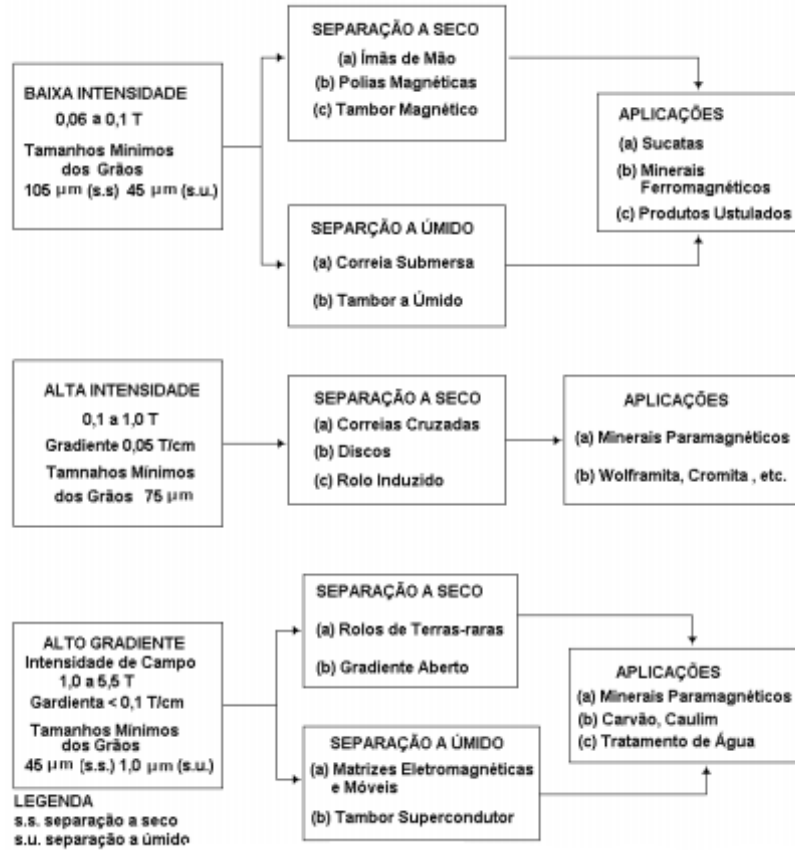 BAIXA INTENSIDADE
0,06 a 0,1 T
Tamanhos Mínimos
dos Grãos
105 μm (s.s) 45 μm (s.u.)
SEPARAÇÃO A SECO
(a) Ímãs de Mão
(b) Polias Magnéticas
(c) Tambor Magnético
SEPARÇÃO A ÚMIDO
(a) Correia Submersa
(b) Tambor a Úmido
APLICAÇÕES
(a) Sucatas
(b) Minerais
Ferromagnéticos
(c) Produtos Ustulados
ALTA INTENSIDADE
0,1 a 1,0 T
Gradiente 0,05 T/cm
Tamnahos Mínimos
dos Grãos 75 μm
SEPARAÇÃO A SECO
(a) Correias Cruzadas
(b) Discos
(c) Rolo Induzido
APLICAÇÕES
(a) Minerais Paramagnéticos
(b) Wolframita, Cromita , etc.
ALTO GRADIENTE
Intensidade de Campo
1,0 a 5,5 T
Gardienta < 0,1 T/cm
Tamanhos Mínimos
dos Grãos
45 μm (s.s.) 1,0 μm (s.u.)
SEPARAÇÃO A SECO
(a) Rolos de Terras-raras
(b) Gradiente Aberto
SEPARAÇÃO A ÚMIDO
(a) Matrizes Eletromagnéticas
e Móveis
(b) Tambor Supercondutor
APLICAÇÕES
(a) Minerais Paramagnéticos
(b) Carvão, Caulim
(c) Tratamento de Água
LEGENDA
s.s. separação a seco
s.u. separação a úmido